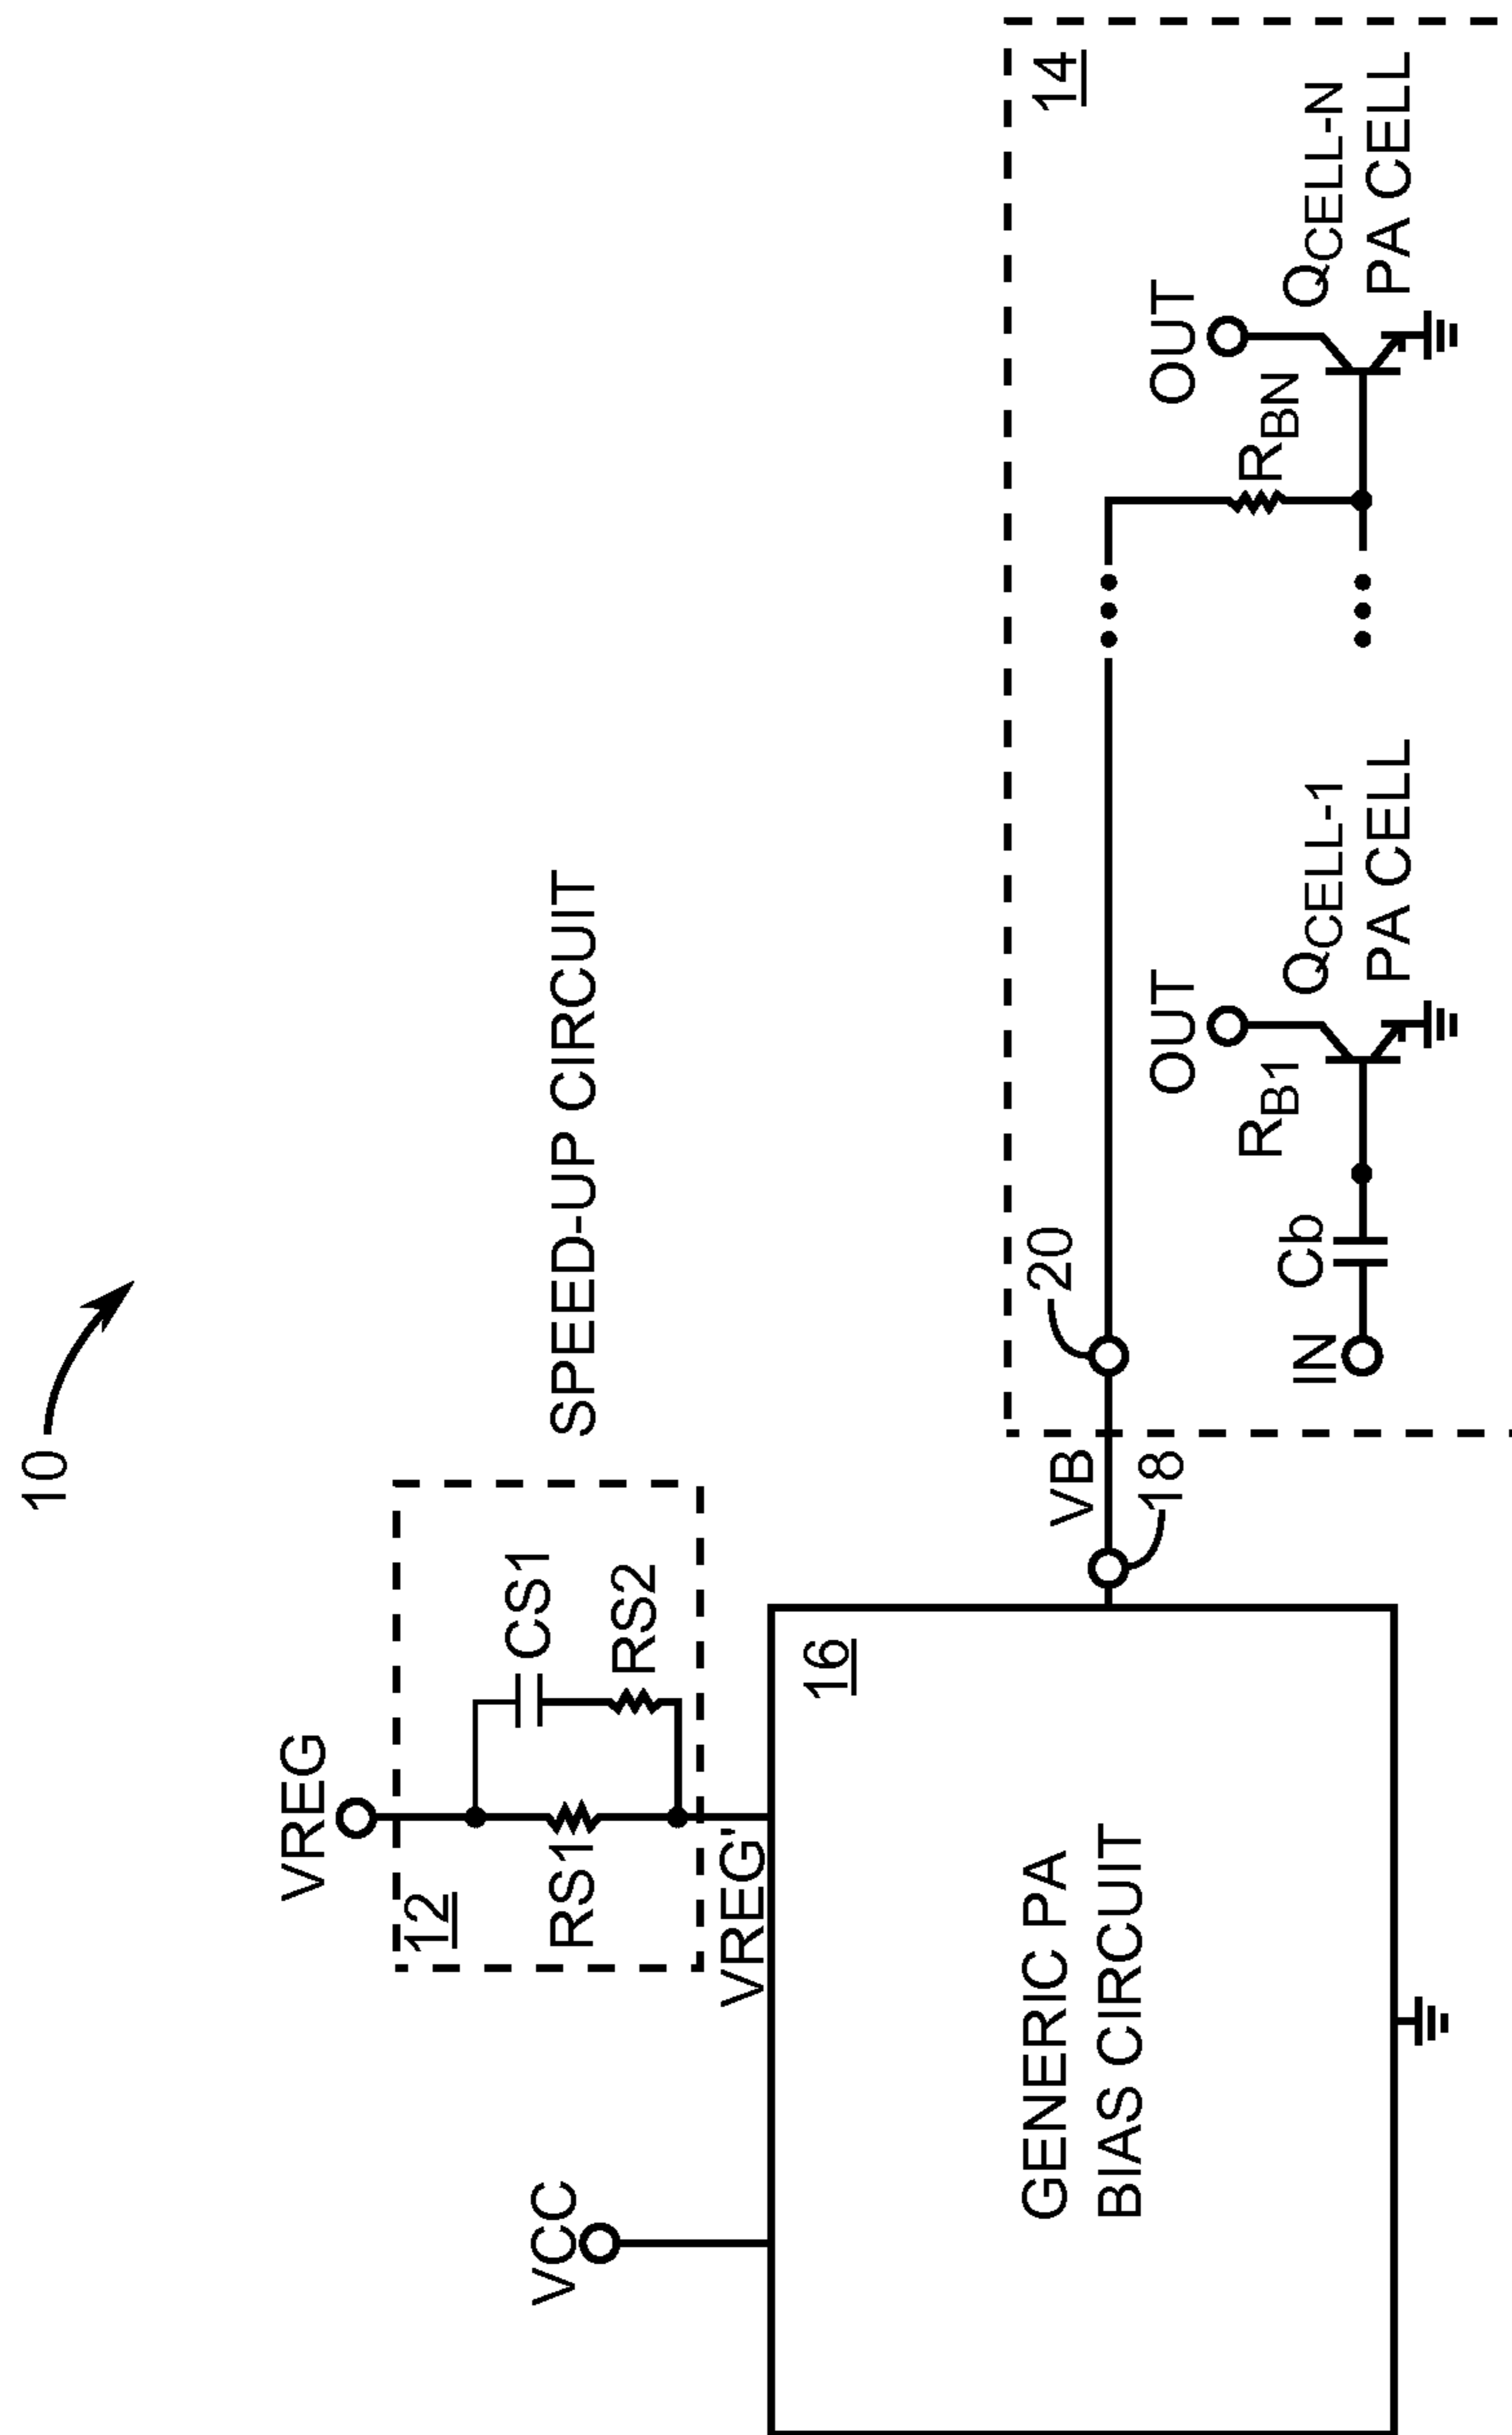 10
VREG
12
CS1
RS1
RS2
SPEED-UP CIRCUIT
VCC
VREG'
16
GENERIC PA
BIAS CIRCUIT
VB
18
20
14
OUT
RB1
QCELL-1
PA CELL
Cb
IN
OUT
RBN
QCELL-N
PA CELL